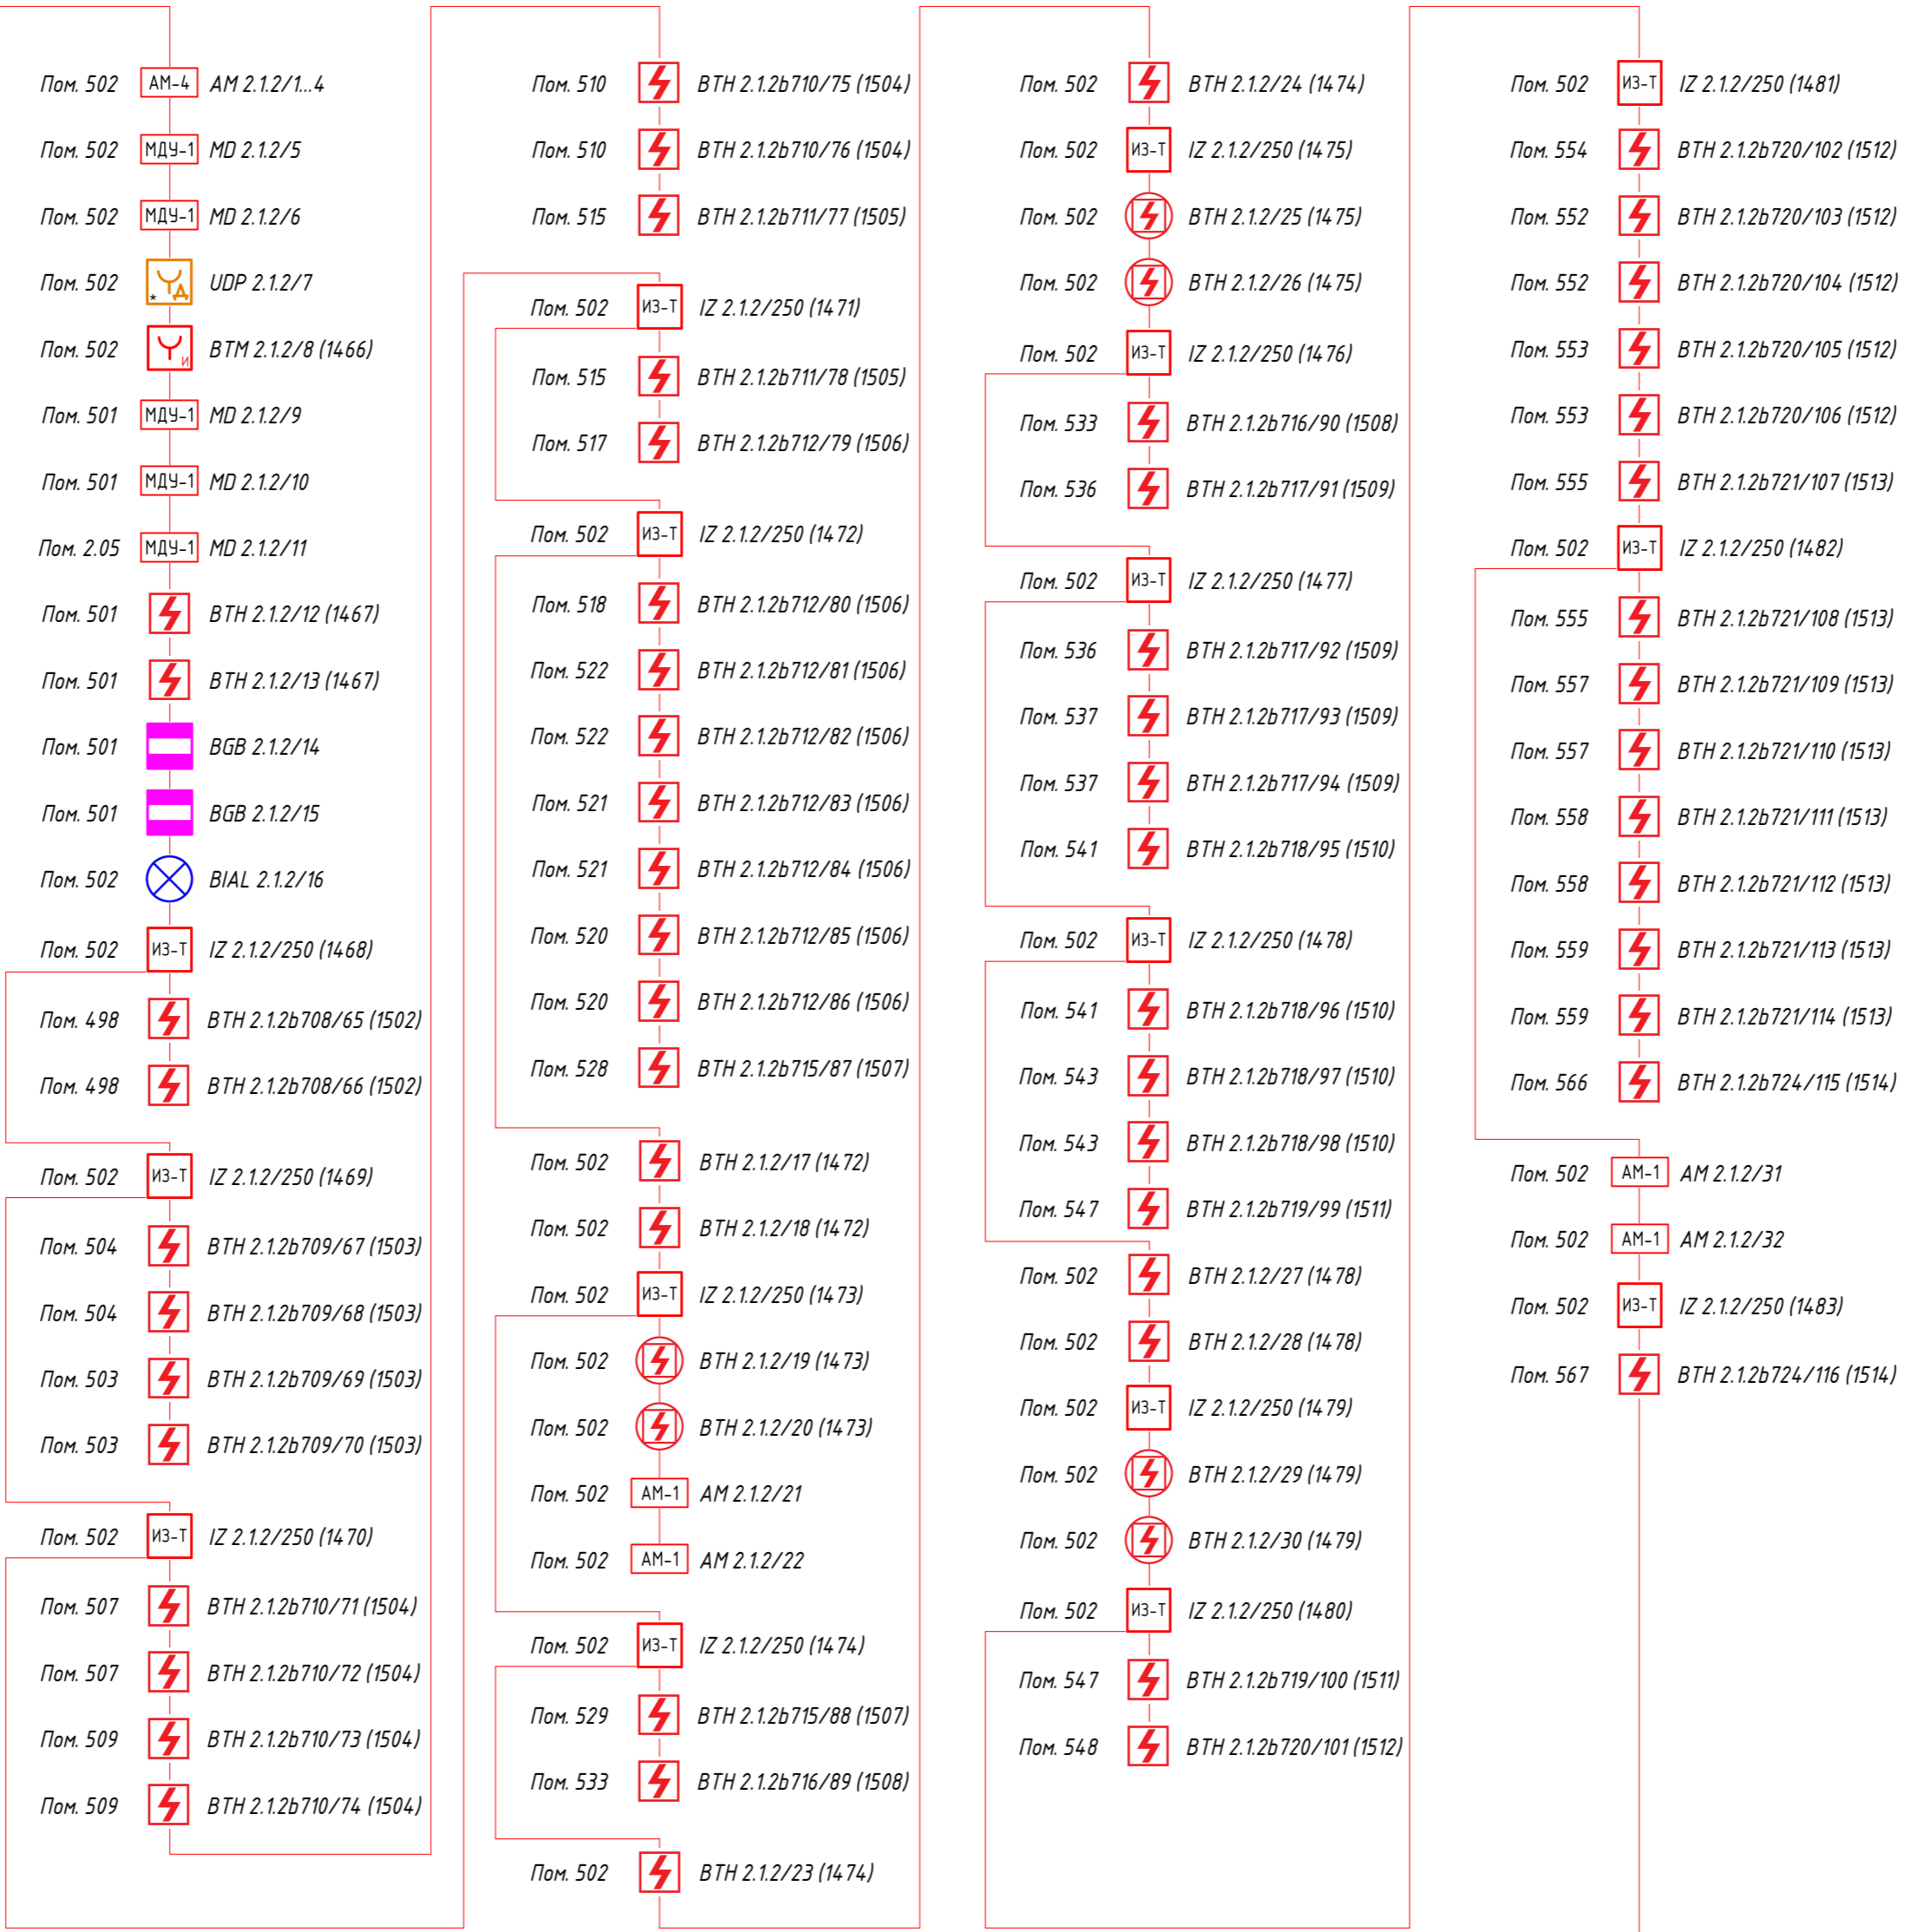 Пом. 502 АМ-4 AM 2.1.2/1...4
Пом. 502 МДУ-1 MD 2.1.2/5
Пом. 502 МДУ-1 MD 2.1.2/6
Пом. 502 * Д UDP 2.1.2/7
Пом. 502 И BTM 2.1.2/8 (1466)
Пом. 501 МДУ-1 MD 2.1.2/9
Пом. 501 МДУ-1 MD 2.1.2/10
Пом. 2.05 МДУ-1 MD 2.1.2/11
Пом. 501 BTH 2.1.2/12 (1467)
Пом. 501 BTH 2.1.2/13 (1467)
Пом. 501 BGB 2.1.2/14
Пом. 501 BGB 2.1.2/15
Пом. 502 BIAL 2.1.2/16
Пом. 502 ИЗ-Т IZ 2.1.2/250 (1468)
Пом. 498 BTH 2.1.2b708/65 (1502)
Пом. 498 BTH 2.1.2b708/66 (1502)
Пом. 502 ИЗ-Т IZ 2.1.2/250 (1469)
Пом. 504 BTH 2.1.2b709/67 (1503)
Пом. 504 BTH 2.1.2b709/68 (1503)
Пом. 503 BTH 2.1.2b709/69 (1503)
Пом. 503 BTH 2.1.2b709/70 (1503)
Пом. 502 ИЗ-Т IZ 2.1.2/250 (1470)
Пом. 507 BTH 2.1.2b710/71 (1504)
Пом. 507 BTH 2.1.2b710/72 (1504)
Пом. 509 BTH 2.1.2b710/73 (1504)
Пом. 509 BTH 2.1.2b710/74 (1504)
Пом. 510 BTH 2.1.2b710/75 (1504)
Пом. 510 BTH 2.1.2b710/76 (1504)
Пом. 515 BTH 2.1.2b711/77 (1505)
Пом. 502 ИЗ-Т IZ 2.1.2/250 (1471)
Пом. 515 BTH 2.1.2b711/78 (1505)
Пом. 517 BTH 2.1.2b712/79 (1506)
Пом. 502 ИЗ-Т IZ 2.1.2/250 (1472)
Пом. 518 BTH 2.1.2b712/80 (1506)
Пом. 522 BTH 2.1.2b712/81 (1506)
Пом. 522 BTH 2.1.2b712/82 (1506)
Пом. 521 BTH 2.1.2b712/83 (1506)
Пом. 521 BTH 2.1.2b712/84 (1506)
Пом. 520 BTH 2.1.2b712/85 (1506)
Пом. 520 BTH 2.1.2b712/86 (1506)
Пом. 528 BTH 2.1.2b715/87 (1507)
Пом. 502 BTH 2.1.2/17 (1472)
Пом. 502 BTH 2.1.2/18 (1472)
Пом. 502 ИЗ-Т IZ 2.1.2/250 (1473)
Пом. 502 BTH 2.1.2/19 (1473)
Пом. 502 BTH 2.1.2/20 (1473)
Пом. 502 АМ-1 AM 2.1.2/21
Пом. 502 АМ-1 AM 2.1.2/22
Пом. 502 ИЗ-Т IZ 2.1.2/250 (1474)
Пом. 529 BTH 2.1.2b715/88 (1507)
Пом. 533 BTH 2.1.2b716/89 (1508)
Пом. 502 BTH 2.1.2/23 (1474)
Пом. 502 BTH 2.1.2/24 (1474)
Пом. 502 ИЗ-Т IZ 2.1.2/250 (1475)
Пом. 502 BTH 2.1.2/25 (1475)
Пом. 502 BTH 2.1.2/26 (1475)
Пом. 502 ИЗ-Т IZ 2.1.2/250 (1476)
Пом. 533 BTH 2.1.2b716/90 (1508)
Пом. 536 BTH 2.1.2b717/91 (1509)
Пом. 502 ИЗ-Т IZ 2.1.2/250 (1477)
Пом. 536 BTH 2.1.2b717/92 (1509)
Пом. 537 BTH 2.1.2b717/93 (1509)
Пом. 537 BTH 2.1.2b717/94 (1509)
Пом. 541 BTH 2.1.2b718/95 (1510)
Пом. 502 ИЗ-Т IZ 2.1.2/250 (1478)
Пом. 541 BTH 2.1.2b718/96 (1510)
Пом. 543 BTH 2.1.2b718/97 (1510)
Пом. 543 BTH 2.1.2b718/98 (1510)
Пом. 547 BTH 2.1.2b719/99 (1511)
Пом. 502 BTH 2.1.2/27 (1478)
Пом. 502 BTH 2.1.2/28 (1478)
Пом. 502 ИЗ-Т IZ 2.1.2/250 (1479)
Пом. 502 BTH 2.1.2/29 (1479)
Пом. 502 BTH 2.1.2/30 (1479)
Пом. 502 ИЗ-Т IZ 2.1.2/250 (1480)
Пом. 547 BTH 2.1.2b719/100 (1511)
Пом. 548 BTH 2.1.2b720/101 (1512)
Пом. 502 ИЗ-Т IZ 2.1.2/250 (1481)
Пом. 554 BTH 2.1.2b720/102 (1512)
Пом. 552 BTH 2.1.2b720/103 (1512)
Пом. 552 BTH 2.1.2b720/104 (1512)
Пом. 553 BTH 2.1.2b720/105 (1512)
Пом. 553 BTH 2.1.2b720/106 (1512)
Пом. 555 BTH 2.1.2b721/107 (1513)
Пом. 502 ИЗ-Т IZ 2.1.2/250 (1482)
Пом. 555 BTH 2.1.2b721/108 (1513)
Пом. 557 BTH 2.1.2b721/109 (1513)
Пом. 557 BTH 2.1.2b721/110 (1513)
Пом. 558 BTH 2.1.2b721/111 (1513)
Пом. 558 BTH 2.1.2b721/112 (1513)
Пом. 559 BTH 2.1.2b721/113 (1513)
Пом. 559 BTH 2.1.2b721/114 (1513)
Пом. 566 BTH 2.1.2b724/115 (1514)
Пом. 502 АМ-1 AM 2.1.2/31
Пом. 502 АМ-1 AM 2.1.2/32
Пом. 502 ИЗ-Т IZ 2.1.2/250 (1483)
Пом. 567 BTH 2.1.2b724/116 (1514)